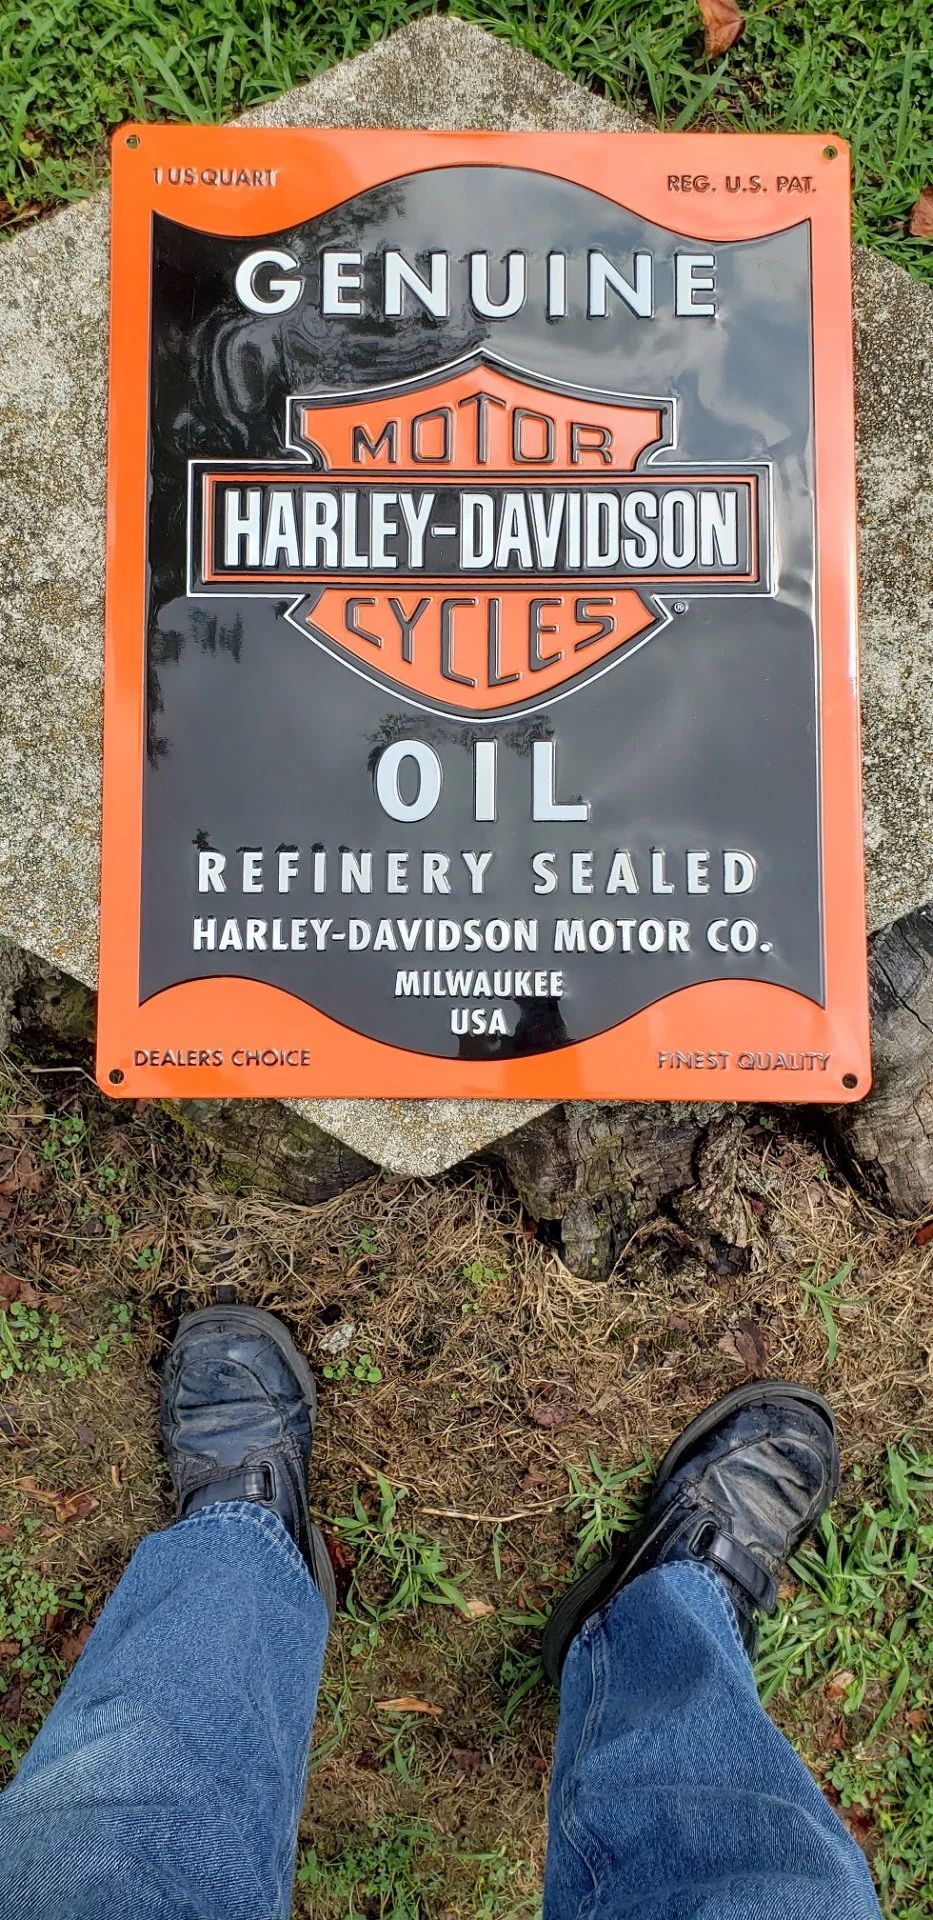 1 US QUART
REG. U.S. PAT.
GENUINE
MOTOR
HARLEY-DAVIDSON
CYCLES ®
OIL
REFINERY SEALED
HARLEY-DAVIDSON MOTOR CO.
MILWAUKEE
USA
DEALERS CHOICE
FINEST QUALITY